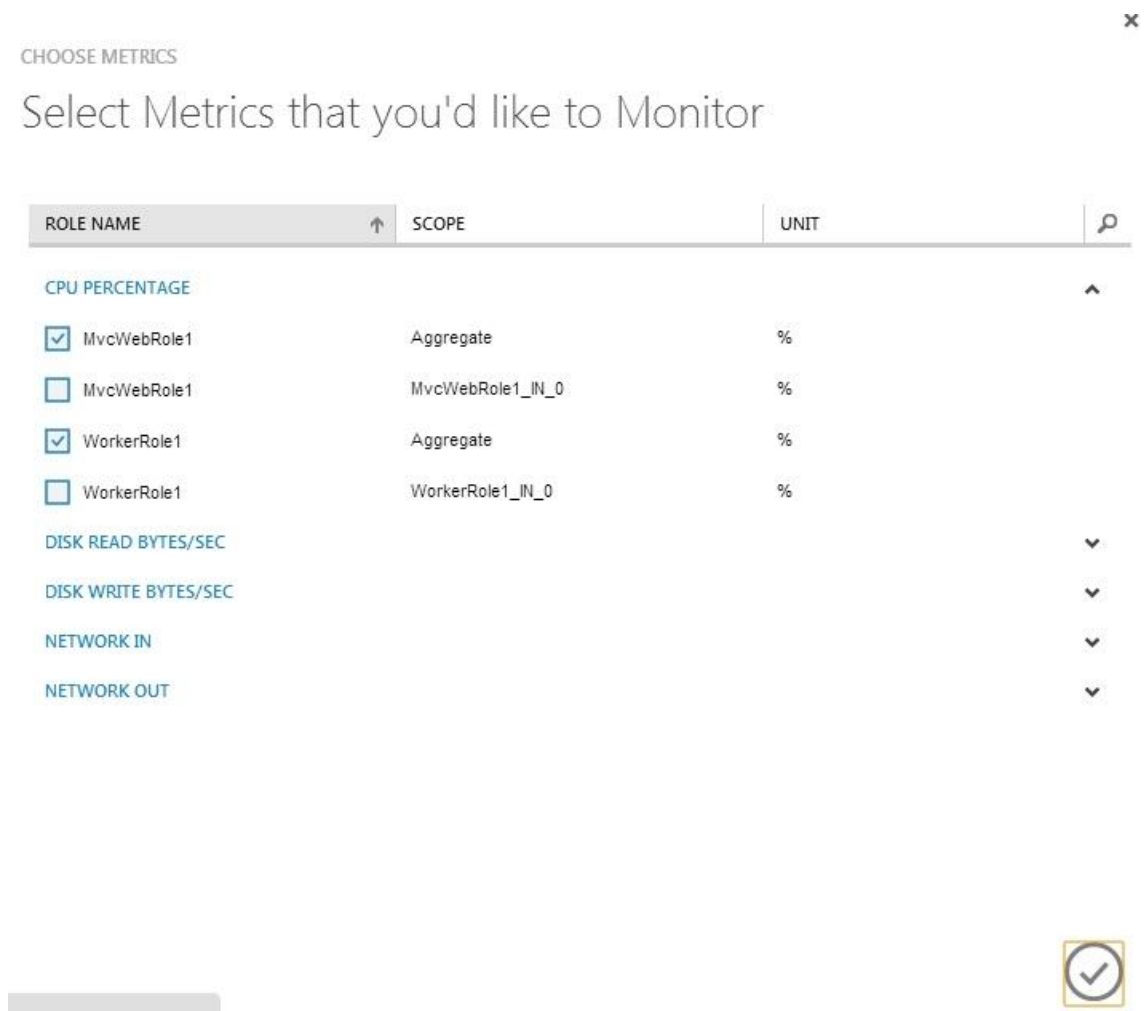 CHOOSE METRICS
Select Metrics that you'd like to Monitor
ROLE NAME SCOPE UNIT
CPU PERCENTAGE
MvcWebRole1 Aggregate %
MvcWebRole1 MvcWebRole1_IN_0 %
WorkerRole1 Aggregate %
WorkerRole1 WorkerRole1_IN_0 %
DISK READ BYTES/SEC
DISK WRITE BYTES/SEC
NETWORK IN
NETWORK OUT